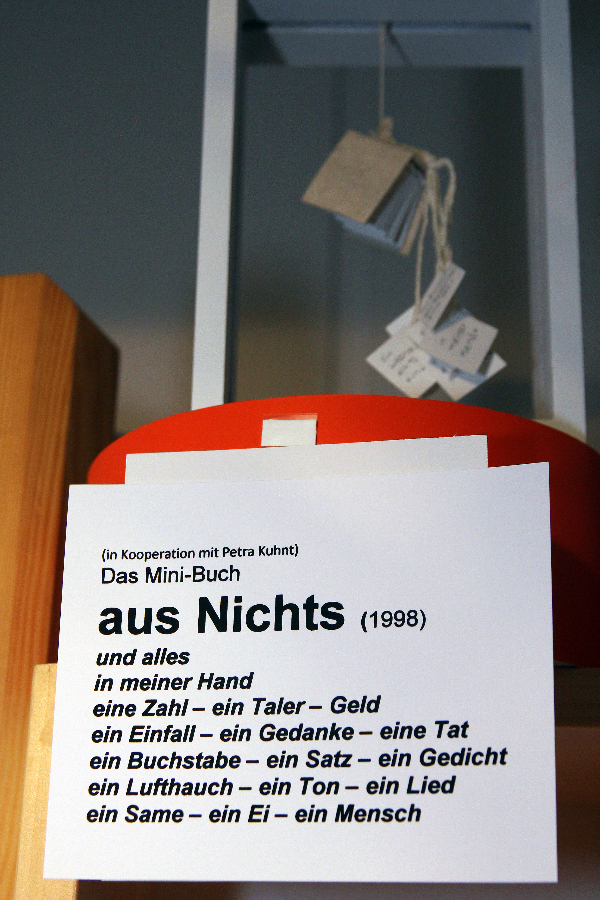 (in Kooperation mit Petra Kuhnt)
Das Mini-Buch
aus Nichts (1998)
und alles
in meiner Hand
eine Zahl – ein Taler – Geld
ein Einfall – ein Gedanke – eine Tat
ein Buchstabe – ein Satz – ein Gedicht
ein Lufthauch – ein Ton – ein Lied
ein Same – ein Ei – ein Mensch